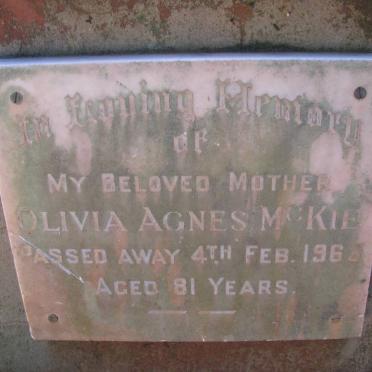 In Loving Memory
of
MY BELOVED MOTHER
OLIVIA AGNES MCKIE
PASSED AWAY 4TH FEB.
AGED 81 YEARS.